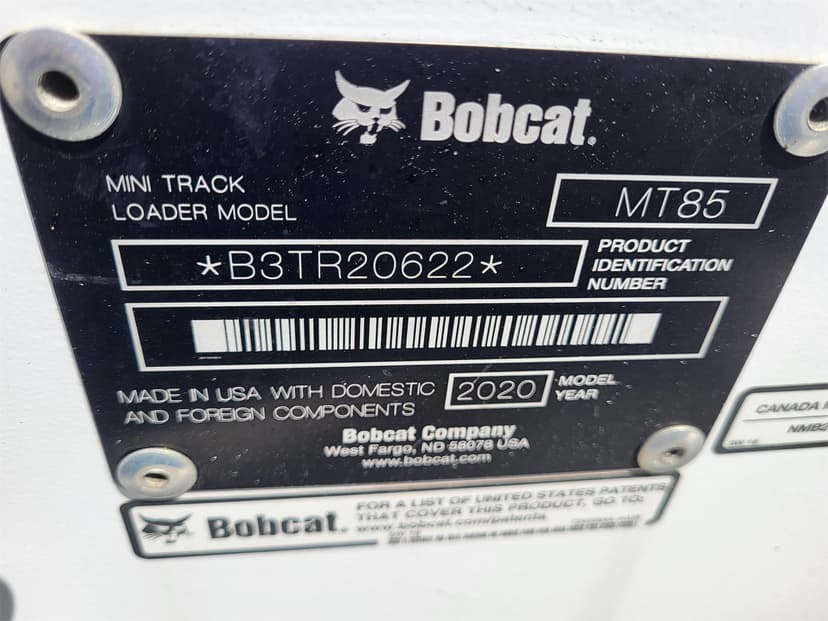 Bobcat.
MINI TRACK
LOADER MODEL
MT85
*B3TR20622*
PRODUCT
IDENTIFICATION
NUMBER
MADE IN USA WITH DOMESTIC
AND FOREIGN COMPONENTS
2020
MODEL
YEAR
Bobcat Company
West Fargo, ND 58078 USA
www.bobcat.com
CANADA
NMB2
Bobcat.
FOR A LIST OF UNITED STATES PATENTS
THAT COVER THIS PRODUCT, GO TO:
www.bobcat.com/patents